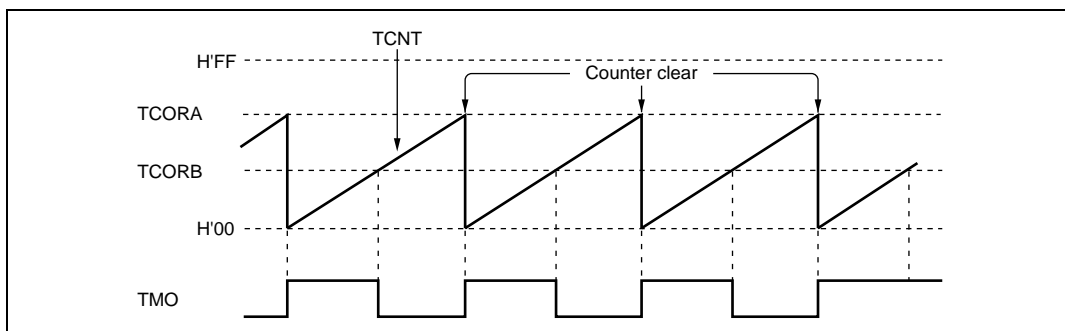 TCNT
H'FF
Counter clear
TCORA
TCORB
H'00
TMO